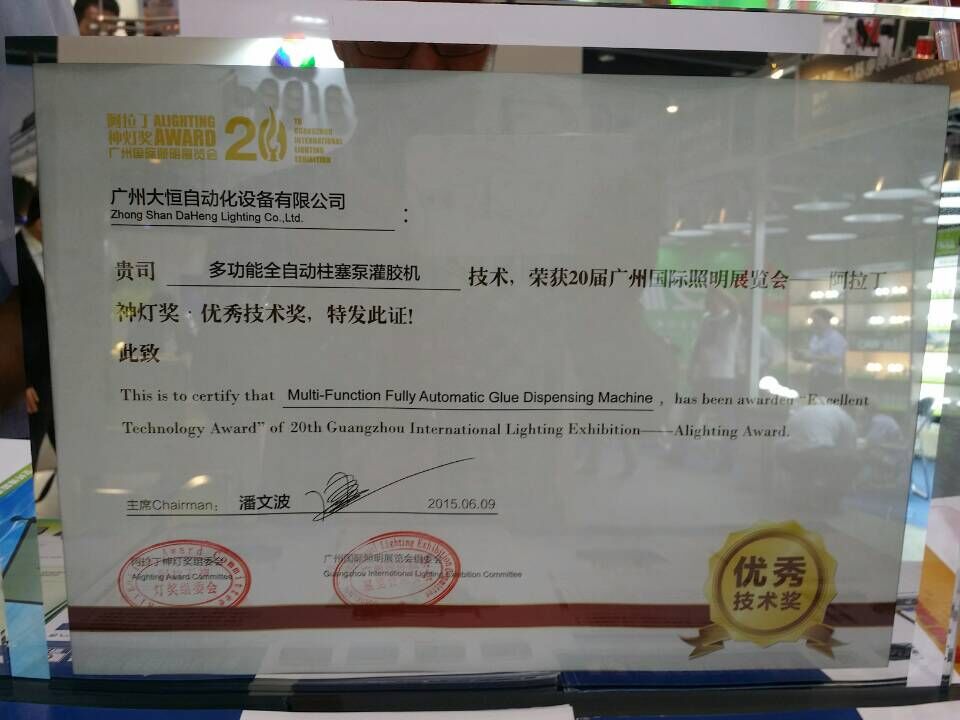 阿拉丁 ALIGHTING
神灯奖 AWARD
广州国际照明展览会
20 TH
GUANGZHOU
INTERNATIONAL
LIGHTING
EXHIBITION
广州大恒自动化设备有限公司
Zhong Shan DaHeng Lighting Co.,Ltd. :
贵司 多功能全自动柱塞泵灌胶机 技术，荣获20届广州国际照明展览会——阿拉丁
神灯奖·优秀技术奖，特发此证!
此致
This is to certify that Multi-Function Fully Automatic Glue Dispensing Machine , has been awarded "Excellent
Technology Award" of 20th Guangzhou International Lighting Exhibition——Alighting Award.
主席Chairman: 潘文波 2015.06.09
阿拉丁神灯奖组委会
Alighting Award Committee
灯奖组委会
广州国际照明展览会组委会
Guangzhou International Lighting Exhibition Committee
优秀
技术奖